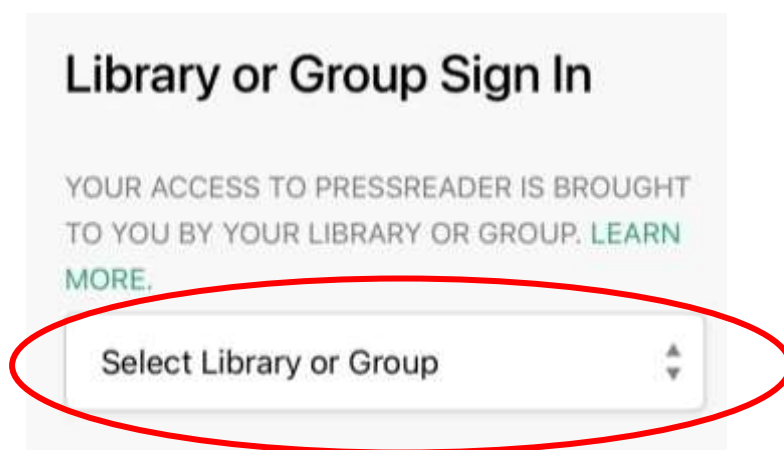 Library or Group Sign In
YOUR ACCESS TO PRESSREADER IS BROUGHT
TO YOU BY YOUR LIBRARY OR GROUP. LEARN
MORE.
Select Library or Group